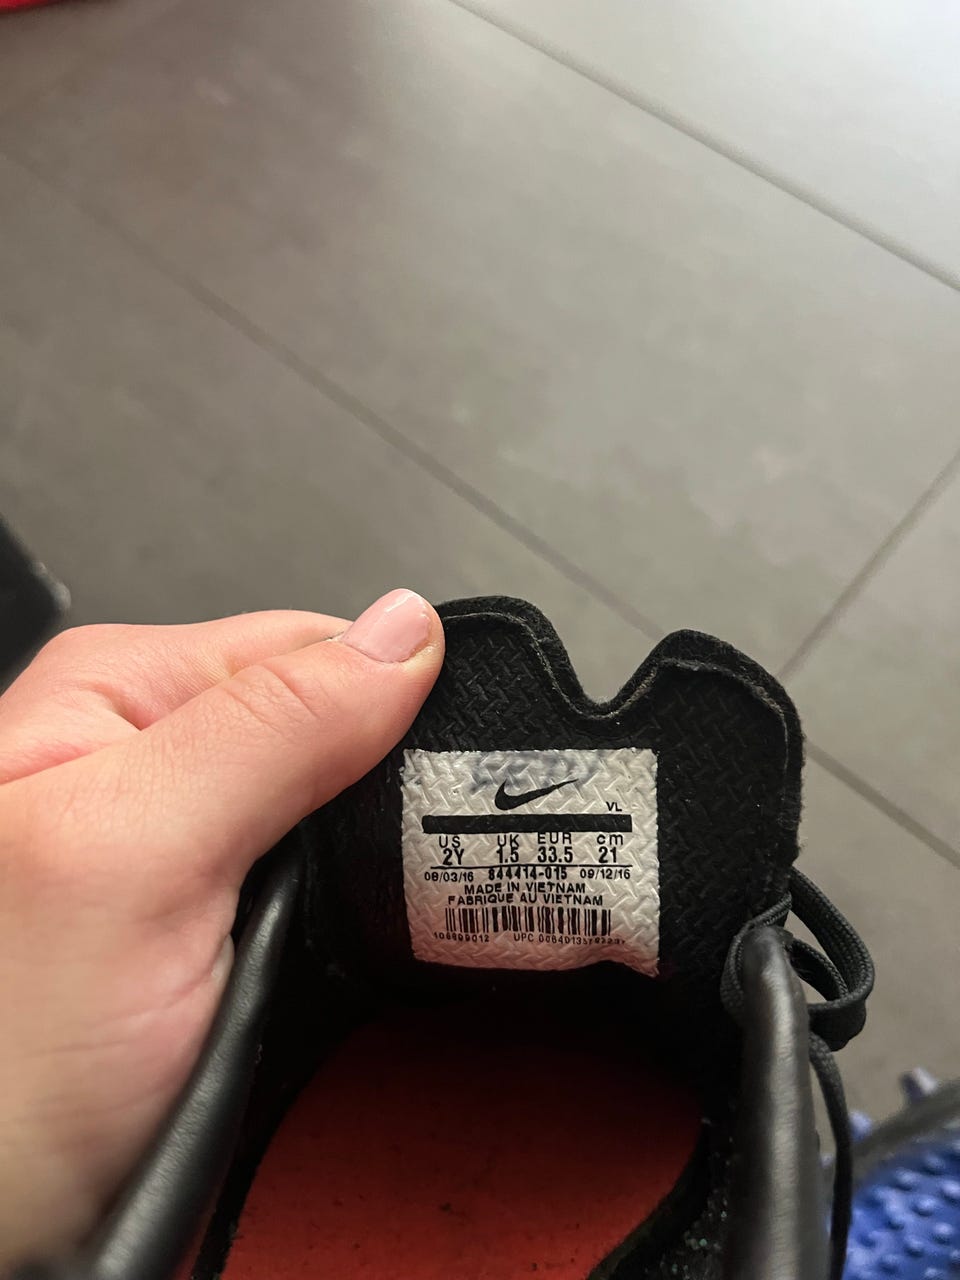 VL
US UK EUR cm
2Y 1.5 33.5 21
08/03/16 844414-015 09/12/16
MADE IN VIETNAM
FABRIQUE AU VIETNAM
UPC